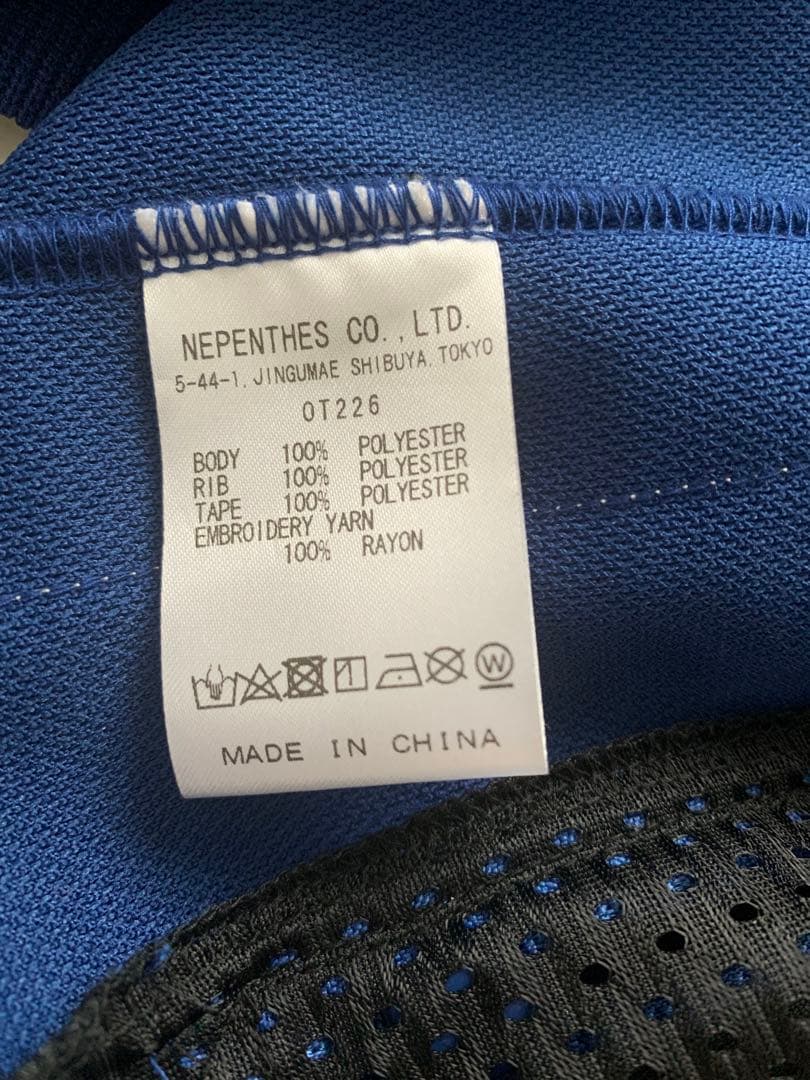 NEPENTHES CO.,LTD.
5-44-1, JINGUMAE SHIBUYA, TOKYO
OT226
BODY 100% POLYESTER
RIB 100% POLYESTER
TAPE 100% POLYESTER
EMBROIDERY YARN
100% RAYON
W
MADE IN CHINA